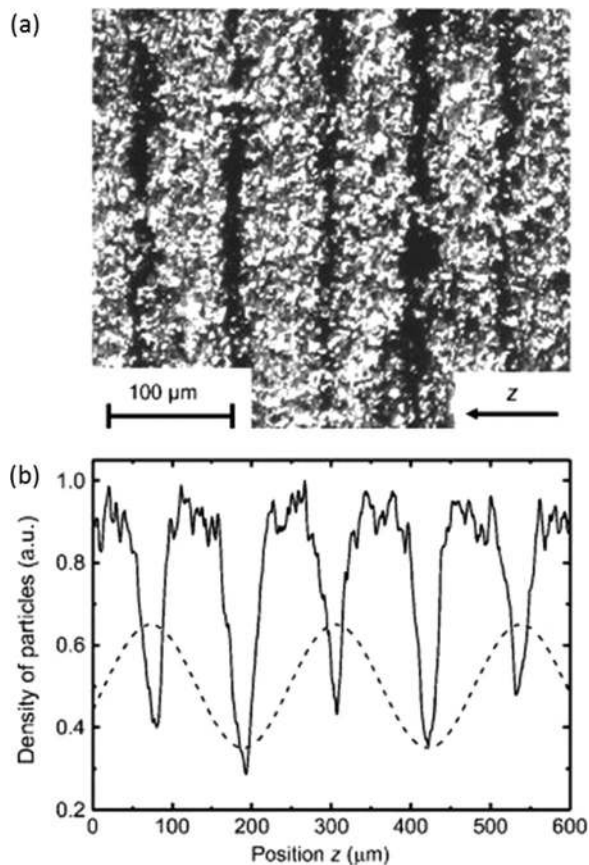 (a)
100 μm
z
(b)
Density of particles (a.u.)
1.0
0.8
0.6
0.4
0.2
0 100 200 300 400 500 600
Position z (μm)